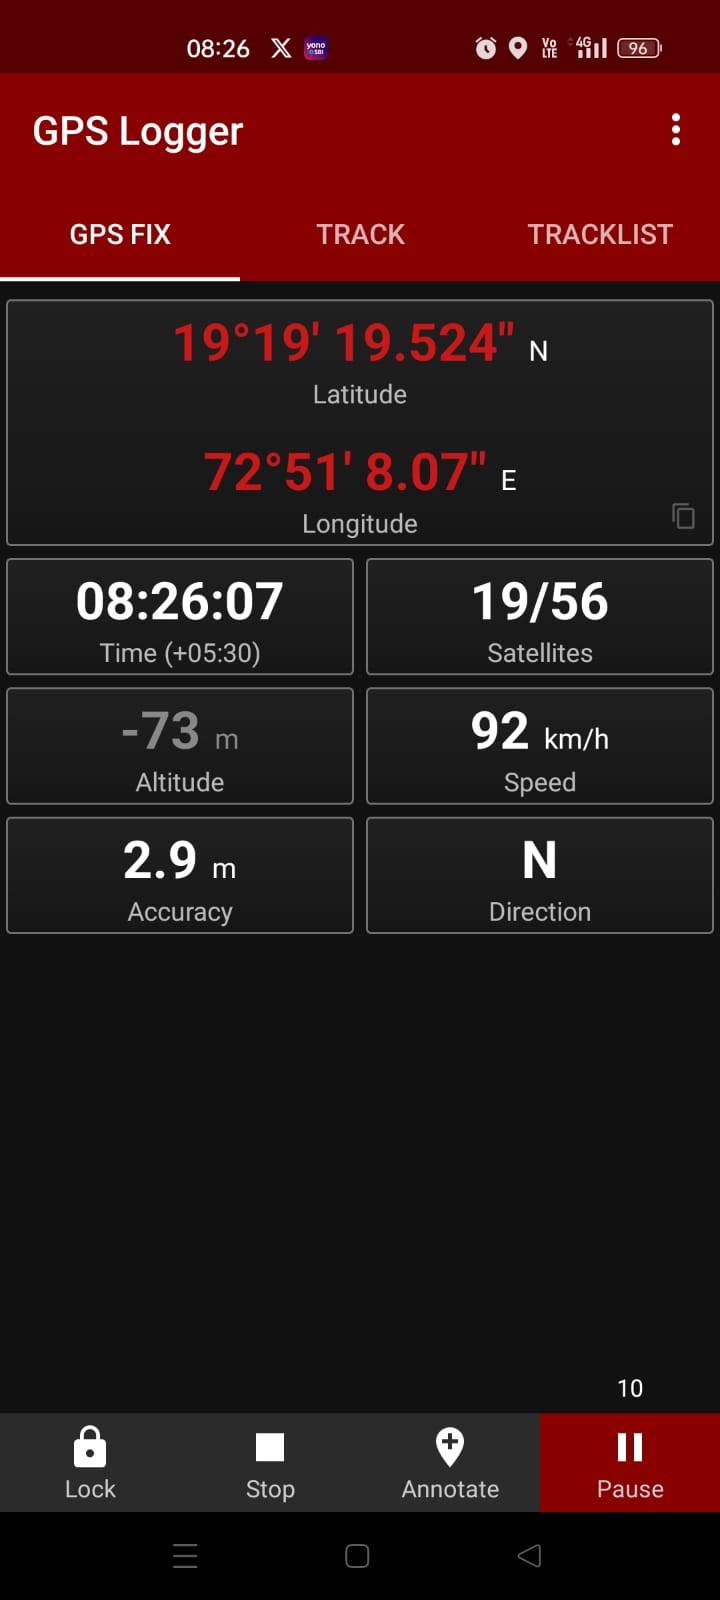 08:26 X yono SBI Vo LTE 4G 96
GPS Logger
GPS FIX TRACK TRACKLIST
19°19' 19.524" N
Latitude
72°51' 8.07" E
Longitude
08:26:07 19/56
Time (+05:30) Satellites
-73 m 92 km/h
Altitude Speed
2.9 m N
Accuracy Direction
10
Lock Stop Annotate Pause